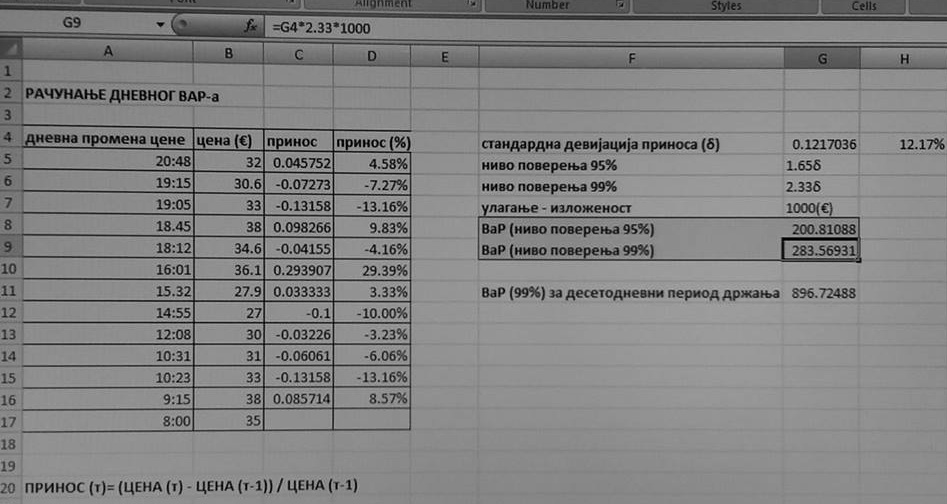 Alignment Number Styles Cells
G9 fx =G4*2.33*1000
A B C D E F G H
1
2 РАЧУНАЊЕ ДНЕВНОГ ВАР-а
3
4 дневна промена цене цена (€) принос принос (%) стандардна девијација приноса (δ) 0.1217036 12.17%
5 20:48 32 0.045752 4.58% ниво поверења 95% 1.65δ
6 19:15 30.6 -0.07273 -7.27% ниво поверења 99% 2.33δ
7 19:05 33 -0.13158 -13.16% улагање - изложеност 1000(€)
8 18.45 38 0.098266 9.83% ВаР (ниво поверења 95%) 200.81088
9 18:12 34.6 -0.04155 -4.16% ВаР (ниво поверења 99%) 283.56931
10 16:01 36.1 0.293907 29.39%
11 15.32 27.9 0.033333 3.33% ВаР (99%) за десетодневни период држања 896.72488
12 14:55 27 -0.1 -10.00%
13 12:08 30 -0.03226 -3.23%
14 10:31 31 -0.06061 -6.06%
15 10:23 33 -0.13158 -13.16%
16 9:15 38 0.085714 8.57%
17 8:00 35
18
19
20 ПРИНОС (т)= (ЦЕНА (т) - ЦЕНА (т-1)) / ЦЕНА (т-1)